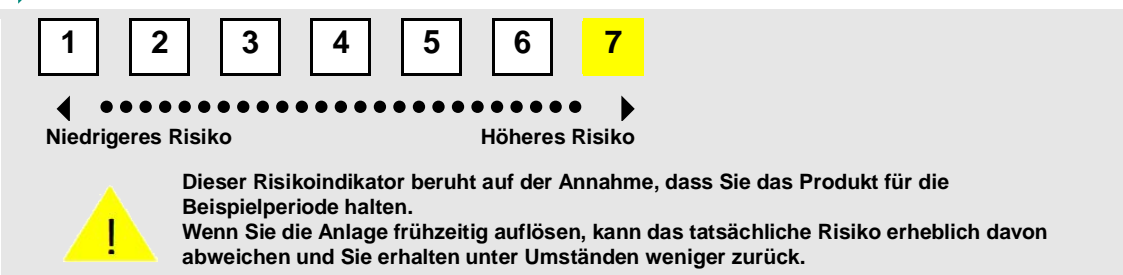 1 2 3 4 5 6 7
Niedrigeres Risiko Höheres Risiko
!
Dieser Risikoindikator beruht auf der Annahme, dass Sie das Produkt für die
Beispielperiode halten.
Wenn Sie die Anlage frühzeitig auflösen, kann das tatsächliche Risiko erheblich davon
abweichen und Sie erhalten unter Umständen weniger zurück.